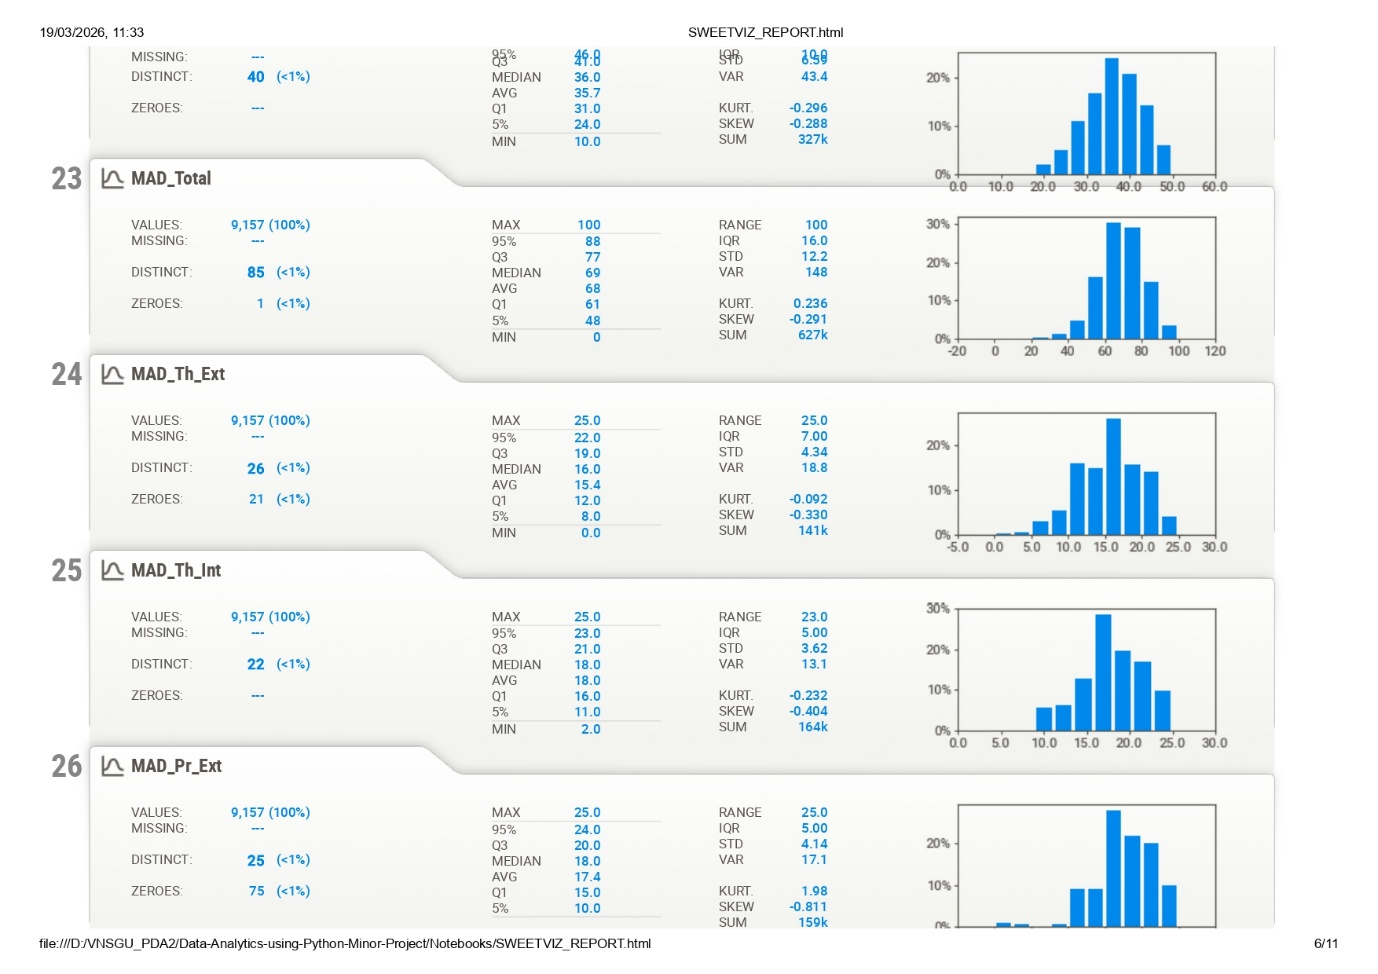 19/03/2026, 11:33 SWEETVIZ_REPORT.html
MISSING: ---
DISTINCT: 40 (<1%)
ZEROES: ---
95% 46.0
Q3 41.0
MEDIAN 36.0
AVG 35.7
Q1 31.0
5% 24.0
MIN 10.0
IQR 10.0
STD 6.59
VAR 43.4
KURT. -0.296
SKEW -0.288
SUM 327k
20%
10%
0%
0.0 10.0 20.0 30.0 40.0 50.0 60.0
23 MAD_Total
VALUES: 9,157 (100%)
MISSING: ---
DISTINCT: 85 (<1%)
ZEROES: 1 (<1%)
MAX 100
95% 88
Q3 77
MEDIAN 69
AVG 68
Q1 61
5% 48
MIN 0
RANGE 100
IQR 16.0
STD 12.2
VAR 148
KURT. 0.236
SKEW -0.291
SUM 627k
30%
20%
10%
0%
-20 0 20 40 60 80 100 120
24 MAD_Th_Ext
VALUES: 9,157 (100%)
MISSING: ---
DISTINCT: 26 (<1%)
ZEROES: 21 (<1%)
MAX 25.0
95% 22.0
Q3 19.0
MEDIAN 16.0
AVG 15.4
Q1 12.0
5% 8.0
MIN 0.0
RANGE 25.0
IQR 7.00
STD 4.34
VAR 18.8
KURT. -0.092
SKEW -0.330
SUM 141k
20%
10%
0%
-5.0 0.0 5.0 10.0 15.0 20.0 25.0 30.0
25 MAD_Th_Int
VALUES: 9,157 (100%)
MISSING: ---
DISTINCT: 22 (<1%)
ZEROES: ---
MAX 25.0
95% 23.0
Q3 21.0
MEDIAN 18.0
AVG 18.0
Q1 16.0
5% 11.0
MIN 2.0
RANGE 23.0
IQR 5.00
STD 3.62
VAR 13.1
KURT. -0.232
SKEW -0.404
SUM 164k
30%
20%
10%
0%
0.0 5.0 10.0 15.0 20.0 25.0 30.0
26 MAD_Pr_Ext
VALUES: 9,157 (100%)
MISSING: ---
DISTINCT: 25 (<1%)
ZEROES: 75 (<1%)
MAX 25.0
95% 24.0
Q3 20.0
MEDIAN 18.0
AVG 17.4
Q1 15.0
5% 10.0
RANGE 25.0
IQR 5.00
STD 4.14
VAR 17.1
KURT. 1.98
SKEW -0.811
SUM 159k
20%
10%
0%
file:///D:/VNSGU_PDA2/Data-Analytics-using-Python-Minor-Project/Notebooks/SWEETVIZ_REPORT.html 6/11